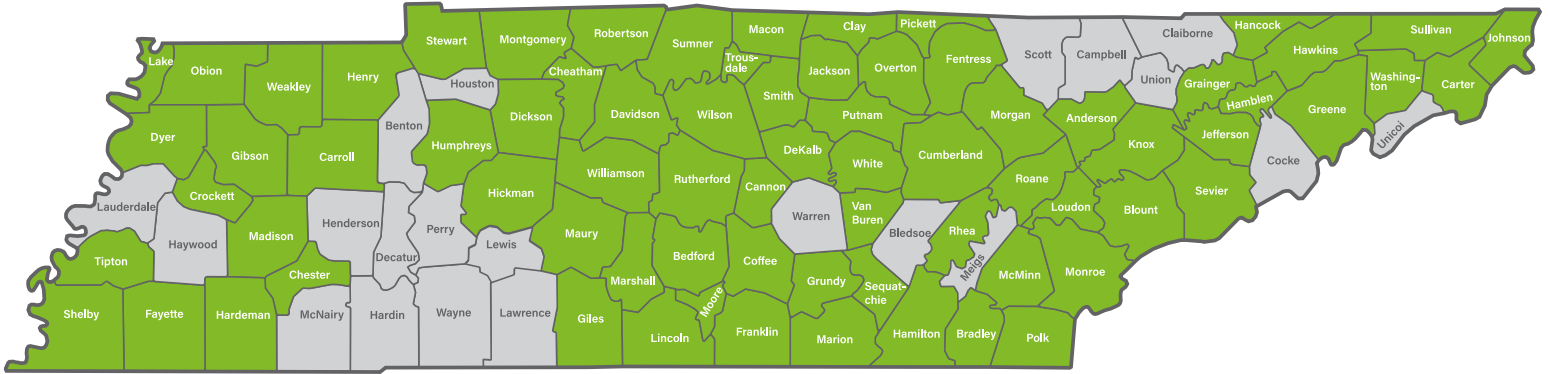 Stewart
Montgomery
Robertson
Sumner
Macon
Clay
Pickett
Scott
Campbell
Claiborne
Hancock
Hawkins
Sullivan
Johnson
Lake
Obion
Weakley
Henry
Houston
Cheatham
Trous-
dale
Jackson
Overton
Fentress
Union
Grainger
Washing-
ton
Carter
Dyer
Gibson
Carroll
Benton
Humphreys
Dickson
Davidson
Wilson
Smith
Putnam
Morgan
Anderson
Knox
Hamblen
Jefferson
Greene
Unicoi
Cocke
Crockett
Lauderdale
Haywood
Madison
Henderson
Decatur
Perry
Hickman
Williamson
Rutherford
Cannon
DeKalb
White
Cumberland
Roane
Loudon
Blount
Sevier
Tipton
Chester
Lewis
Maury
Marshall
Bedford
Coffee
Warren
Van
Buren
Bledsoe
Rhea
Meigs
McMinn
Monroe
Shelby
Fayette
Hardeman
McNairy
Hardin
Wayne
Lawrence
Giles
Lincoln
Moore
Franklin
Grundy
Sequat-
chie
Marion
Hamilton
Bradley
Polk